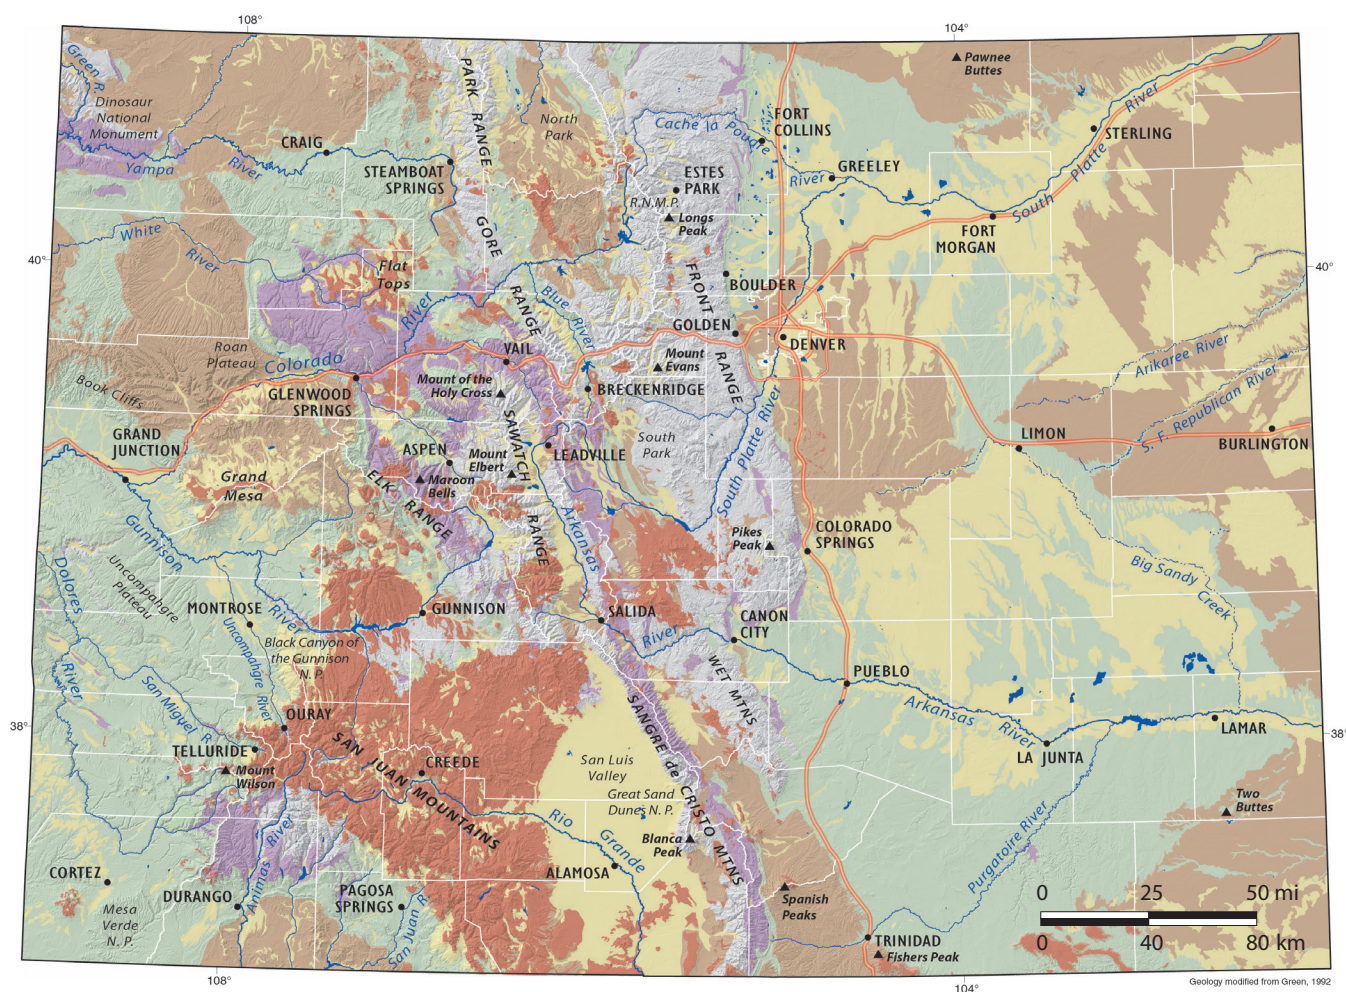 108°
104°
Green R.
Dinosaur
National
Monument
Yampa
River
CRAIG
STEAMBOAT
SPRINGS
PARK RANGE
North
Park
Cache la Poudre
River
FORT
COLLINS
GREELEY
Pawnee
Buttes
STERLING
South Platte River
FORT
MORGAN
ESTES
PARK
R.N.M.P.
Longs
Peak
White
River
40°
40°
Flat
Tops
GORE
RANGE
FRONT
RANGE
BOULDER
GOLDEN
DENVER
Blue
River
River
Roan
Plateau
Colorado
VAIL
Mount
Evans
Arikaree River
S. F. Republican River
Book Cliffs
GLENWOOD
SPRINGS
Mount of the
Holy Cross
BRECKENRIDGE
GRAND
JUNCTION
LIMON
BURLINGTON
South
Park
South Platte River
ASPEN
Mount
Elbert
SAWATCH
RANGE
LEADVILLE
Grand
Mesa
ELK
RANGE
Maroon
Bells
Arkansas
Pikes
Peak
COLORADO
SPRINGS
Gunnison
Dolores
River
Uncompahgre
Plateau
Big Sandy
Creek
MONTROSE
River
GUNNISON
SALIDA
River
CANON
CITY
Uncompahgre River
Black Canyon of
the Gunnison
N. P.
WET MTNS
PUEBLO
San Miguel R.
OURAY
Arkansas
River
38°
38°
LAMAR
LA JUNTA
TELLURIDE
Mount
Wilson
SAN JUAN MOUNTAINS
CREEDE
San Luis
Valley
Great Sand
Dunes N. P.
SANGRE de CRISTO MTNS
Two
Buttes
Rio
Grande
Blanca
Peak
Purgatoire River
ALAMOSA
CORTEZ
Mesa
Verde
N. P.
DURANGO
Animas River
PAGOSA
SPRINGS
San Juan R.
Spanish
Peaks
TRINIDAD
Fishers Peak
0 25 50 mi
0 40 80 km
108°
104°
Geology modified from Green, 1992